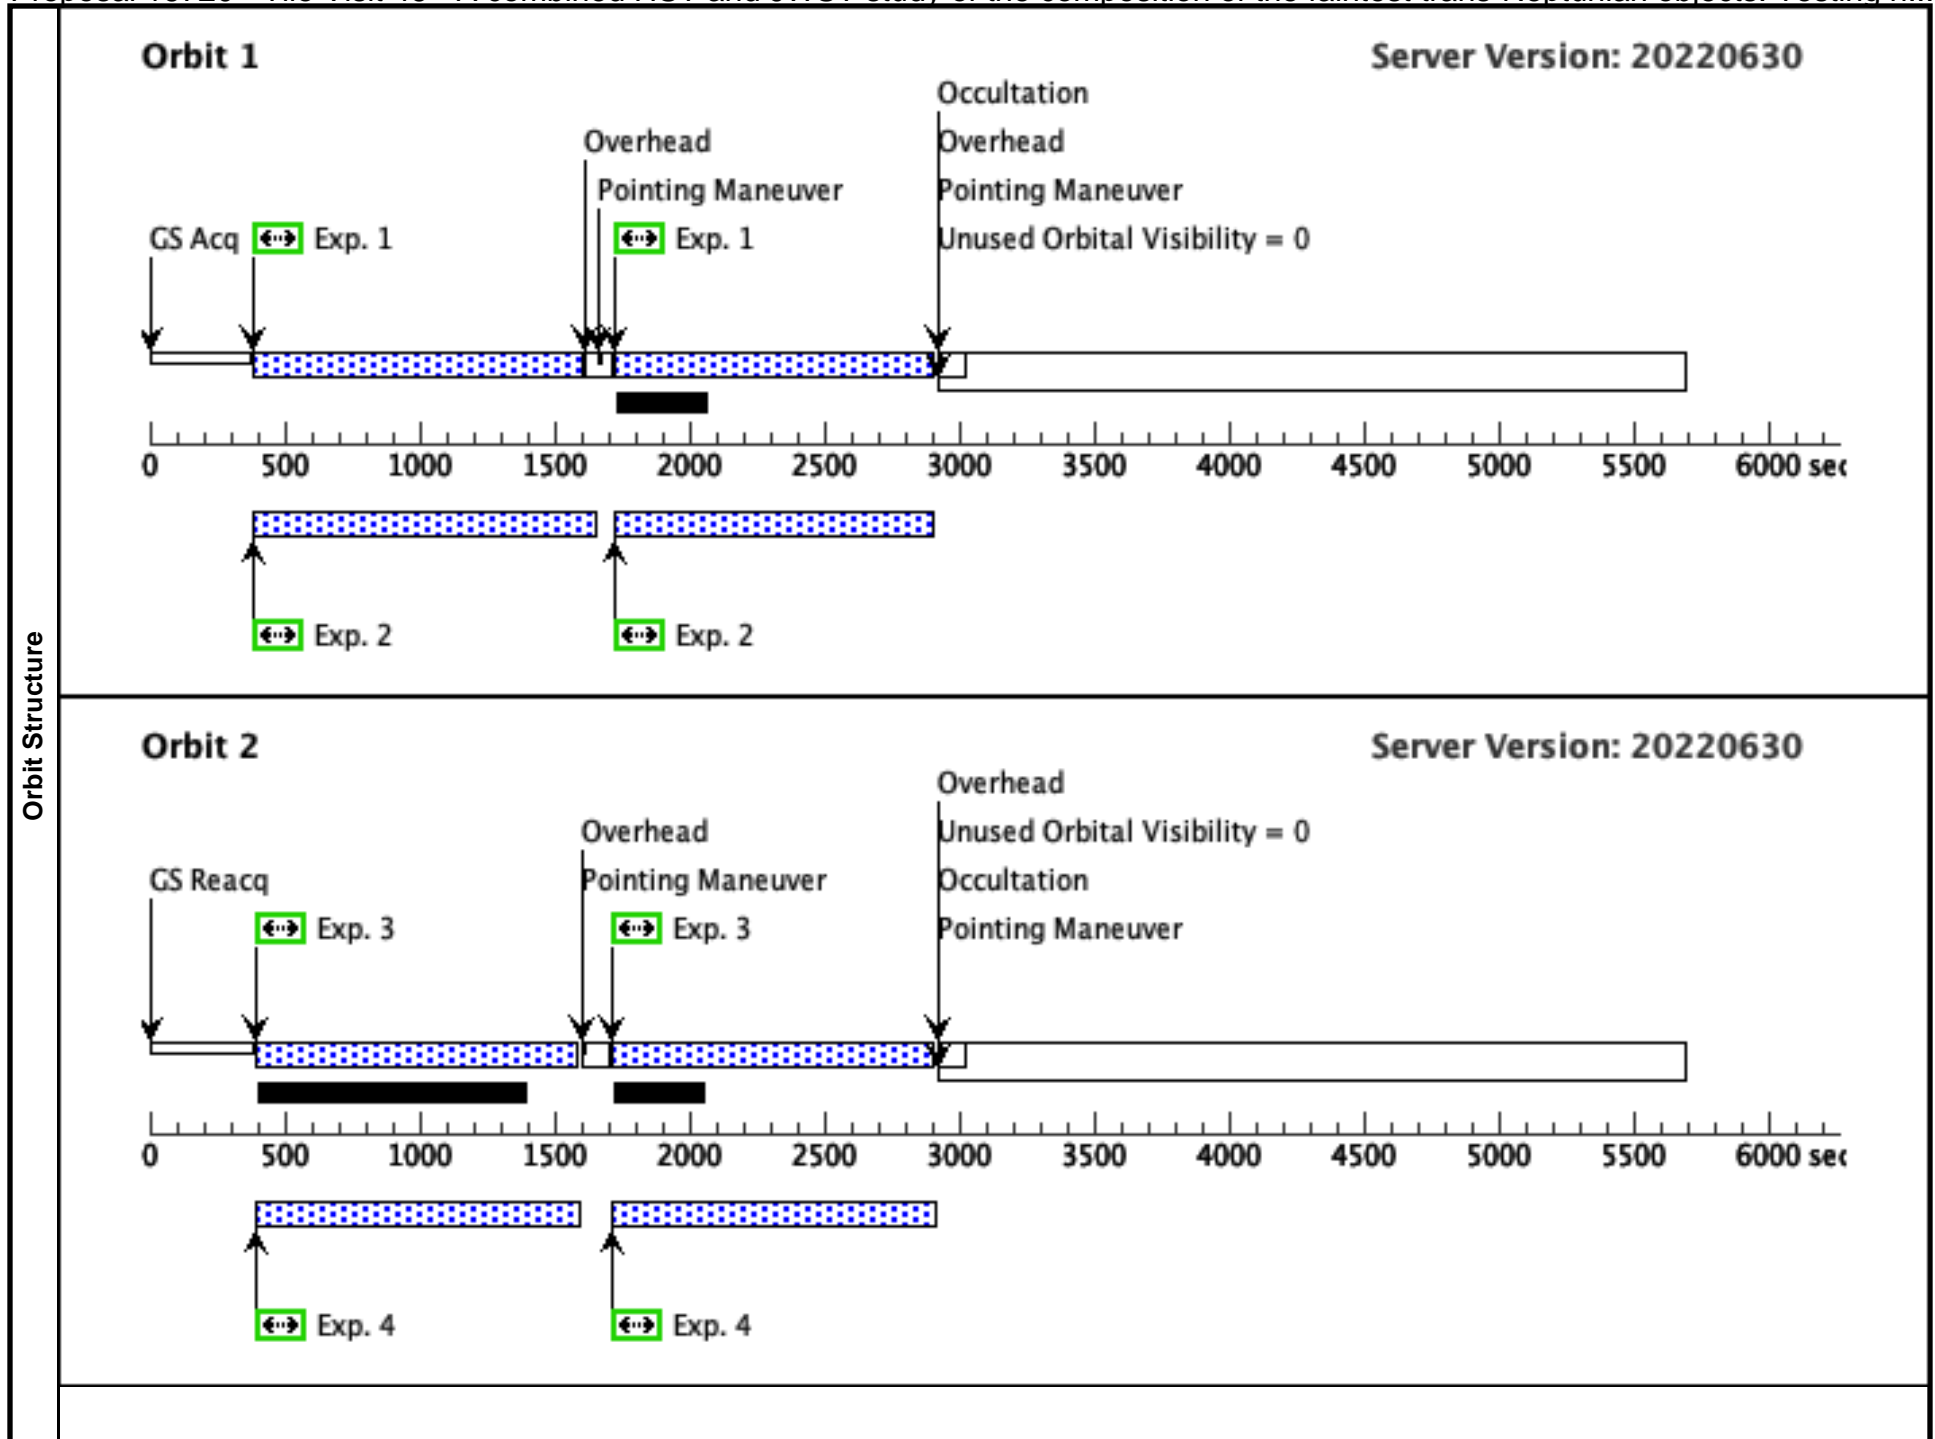 Orbit Structure
Orbit 1
Server Version: 20220630
Occultation
Overhead
Overhead
Pointing Maneuver
Pointing Maneuver
GS Acq
Exp. 1
Exp. 1
Unused Orbital Visibility = 0
0 500 1000 1500 2000 2500 3000 3500 4000 4500 5000 5500 6000 sec
Exp. 2
Exp. 2
Orbit 2
Server Version: 20220630
Overhead
Overhead
Unused Orbital Visibility = 0
GS Reacq
Pointing Maneuver
Occultation
Exp. 3
Exp. 3
Pointing Maneuver
0 500 1000 1500 2000 2500 3000 3500 4000 4500 5000 5500 6000 sec
Exp. 4
Exp. 4